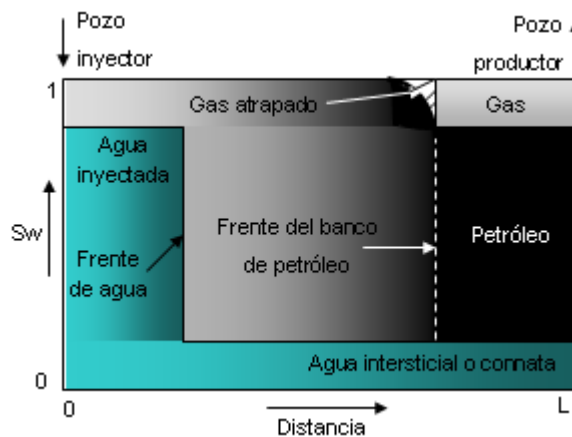 Pozo
inyector
Pozo
productor
1
Gas atrapado
Gas
Agua
inyectada
Sw
Frente
de agua
Frente del banco
de petróleo
Petróleo
Agua intersticial o connata
0
0
Distancia
L